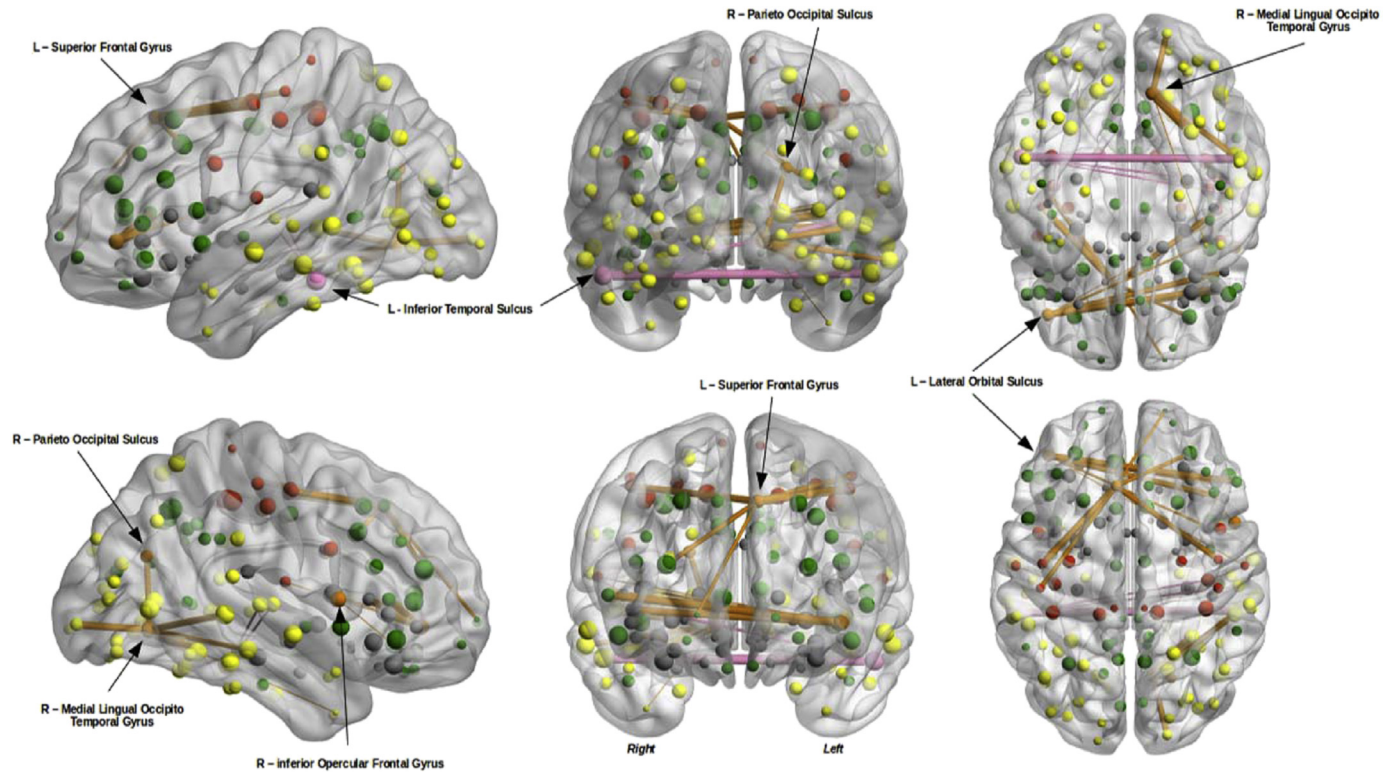 R – Parieto Occipital Sulcus
R – Medial Lingual Occipito
Temporal Gyrus
L – Superior Frontal Gyrus
L - Inferior Temporal Sulcus
L – Superior Frontal Gyrus
L – Lateral Orbital Sulcus
R – Parieto Occipital Sulcus
R – Medial Lingual Occipito
Temporal Gyrus
Right
Left
R – inferior Opercular Frontal Gyrus